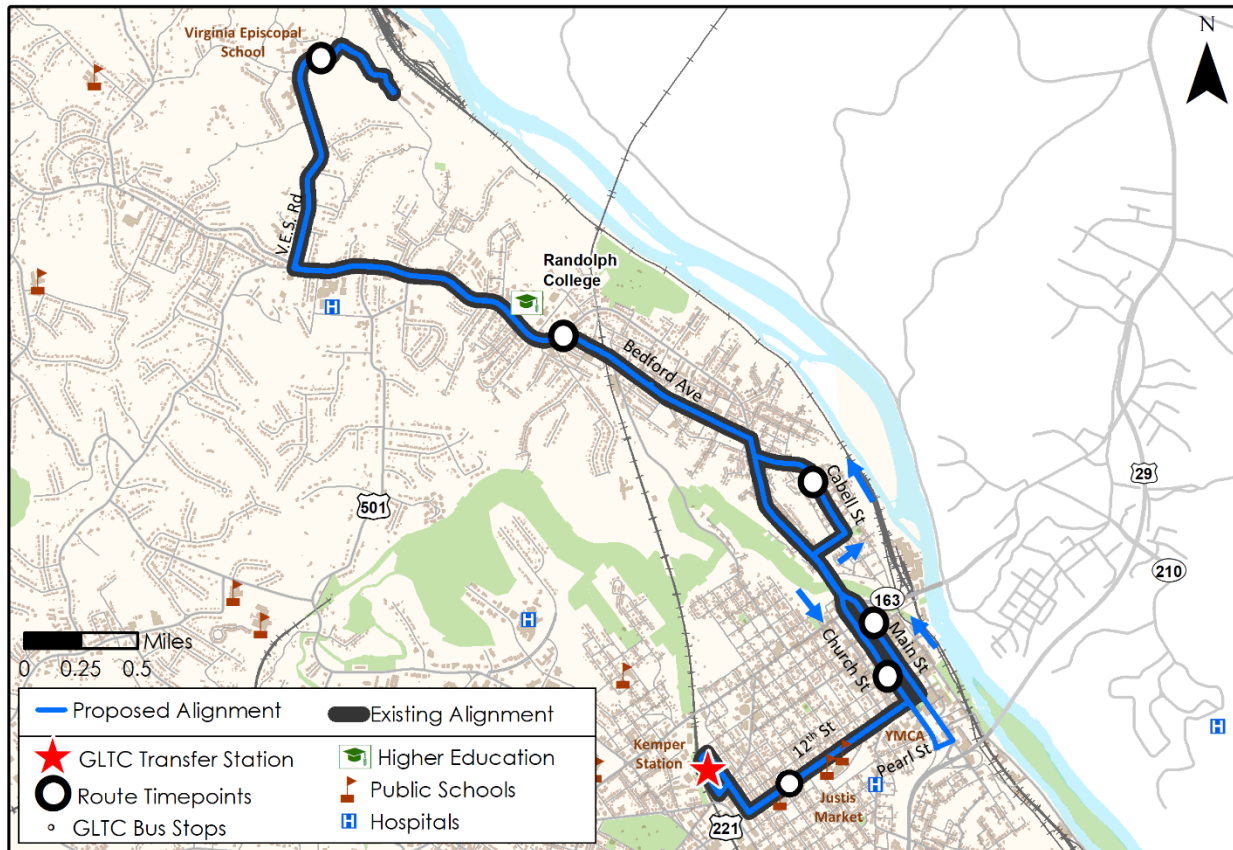 Virginia Episcopal
School
N
V.E.S. Rd
Randolph
College
Bedford Ave
Cabell St
29
501
210
163
Main St
Church St
Miles
0 0.25 0.5
12th St
YMCA
Pearl St
Kemper
Station
Justis
Market
221
Proposed Alignment
Existing Alignment
GLTC Transfer Station
Higher Education
Route Timepoints
Public Schools
GLTC Bus Stops
Hospitals
H
H
H
H
H